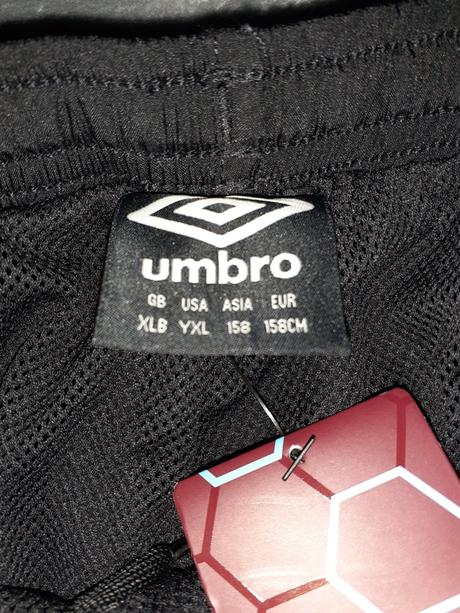 umbro
GB USA ASIA EUR
XLB YXL 158 158CM